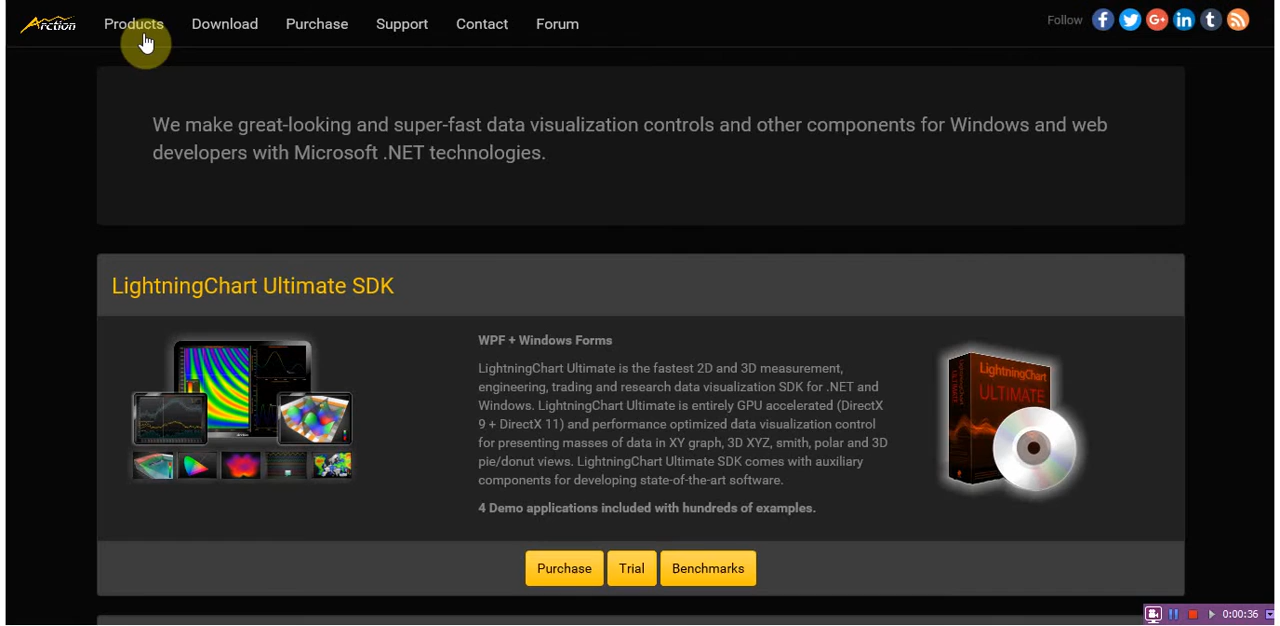 Arction Products Download Purchase Support Contact Forum Follow
We make great-looking and super-fast data visualization controls and other components for Windows and web
developers with Microsoft .NET technologies.
LightningChart Ultimate SDK
WPF + Windows Forms
LightningChart Ultimate is the fastest 2D and 3D measurement,
engineering, trading and research data visualization SDK for .NET and
Windows. LightningChart Ultimate is entirely GPU accelerated (DirectX
9 + DirectX 11) and performance optimized data visualization control
for presenting masses of data in XY graph, 3D XYZ, smith, polar and 3D
pie/donut views. LightningChart Ultimate SDK comes with auxiliary
components for developing state-of-the-art software.
4 Demo applications included with hundreds of examples.
LightningChart
ULTIMATE
Purchase Trial Benchmarks
0:00:36